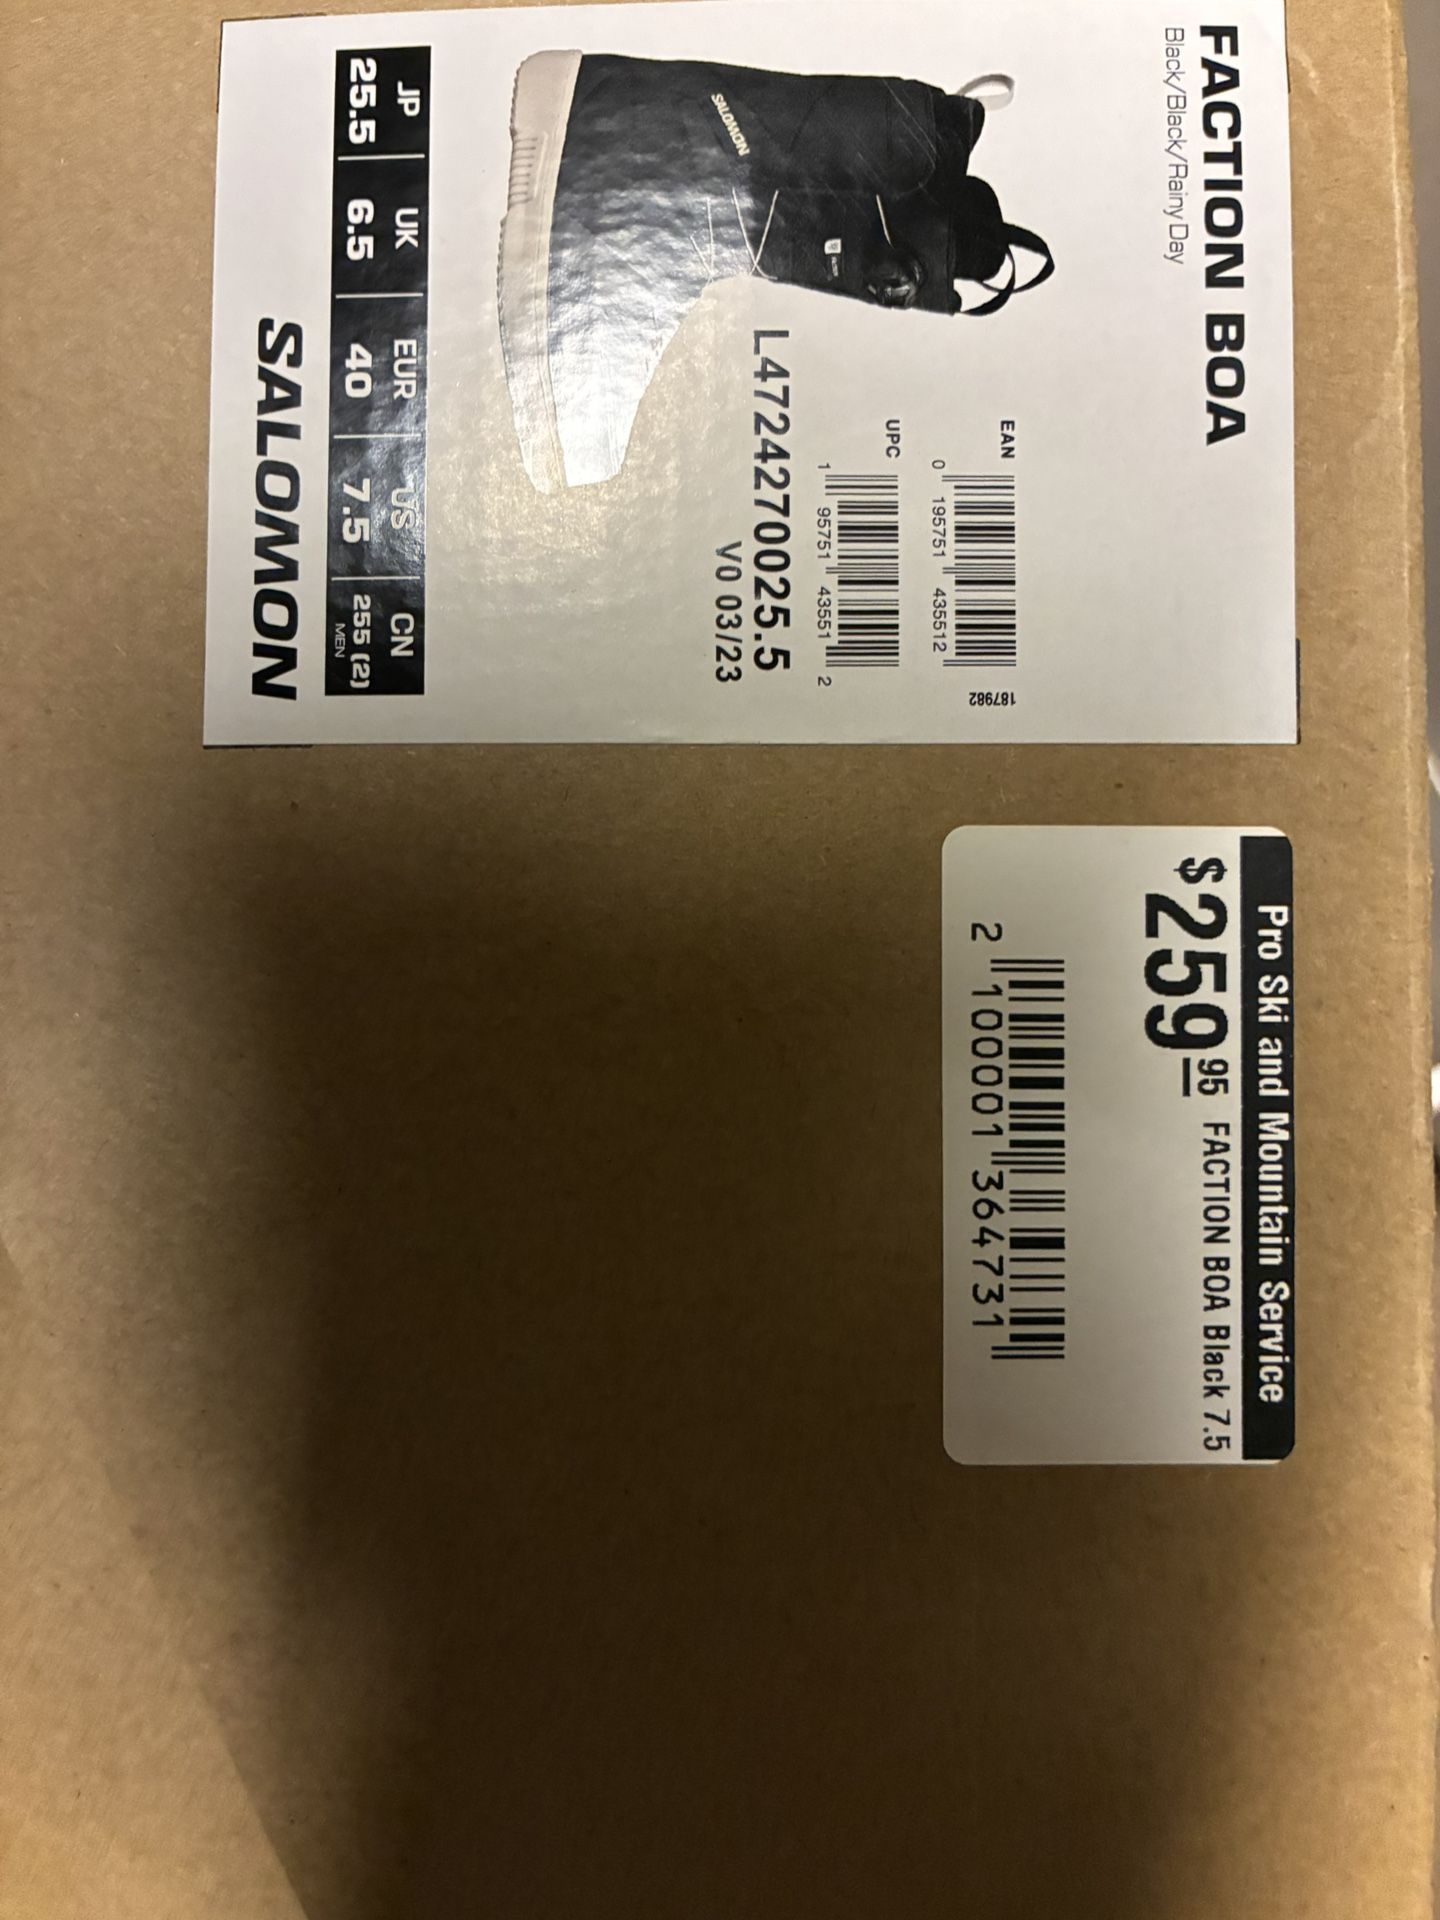 FACTION BOA
Black/Black/Rainy Day
EAN
0 195751 435512
187982
UPC
1 95751 43551 2
L4724270025.5
V0 03/23
SALOMON
JP UK EUR US CN
25.5 6.5 40 7.5 255 (2)
MEN
SALOMON
Pro Ski and Mountain Service
$259.95 FACTION BOA Black 7.5
2 100001 364731